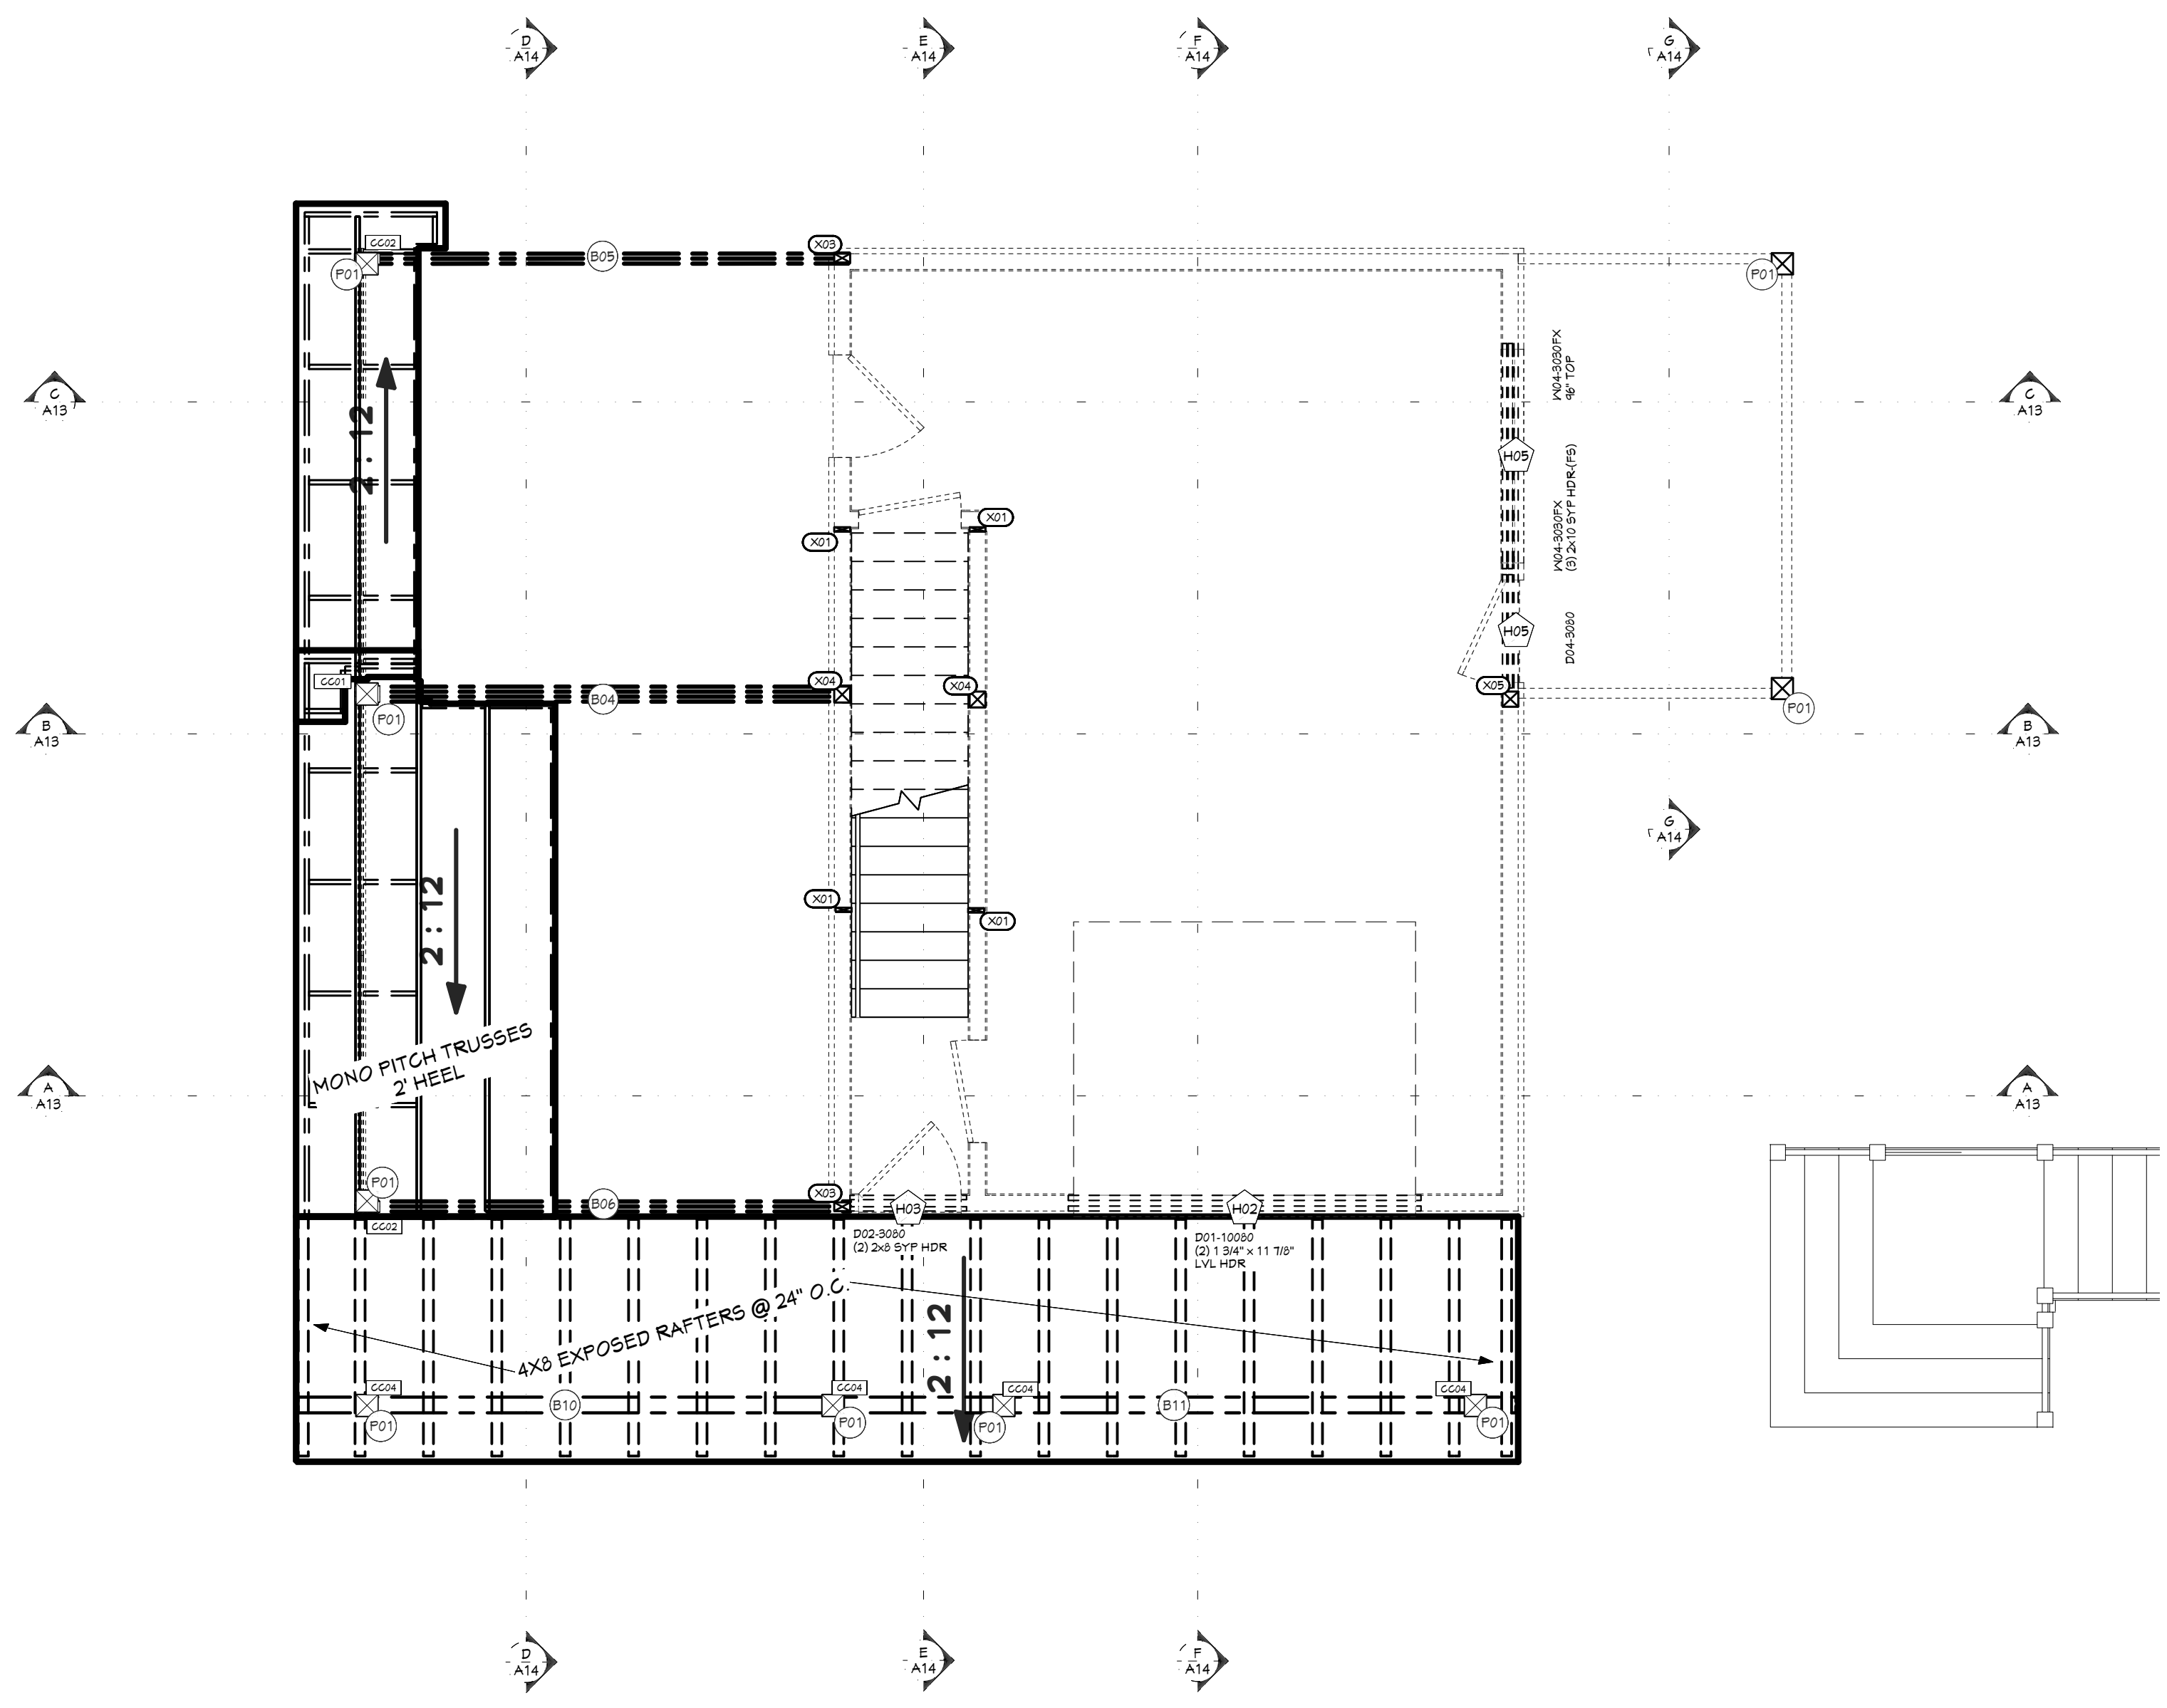 D
A14
E
A14
F
A14
G
A14
CC02
X03
B05
P01
P01
C
A13
2:12
W04-3030FX
96" TOP
C
A13
H05
W04-3030FX
(3) 2x10 SYP HDR-(FS)
X01
X01
H05
D04-3080
CC01
X04
X04
X05
P01
B04
P01
B
A13
B
A13
G
A14
2:12
X01
X01
MONO PITCH TRUSSES
2' HEEL
A
A13
A
A13
P01
X03
B06
CC02
H03
H02
D02-3080
(2) 2x8 SYP HDR
D01-10080
(2) 1 3/4" x 11 7/8"
LVL HDR
4X8 EXPOSED RAFTERS @ 24" O.C.
2:12
CC04
CC04
CC04
CC04
B10
B11
P01
P01
P01
P01
D
A14
E
A14
F
A14